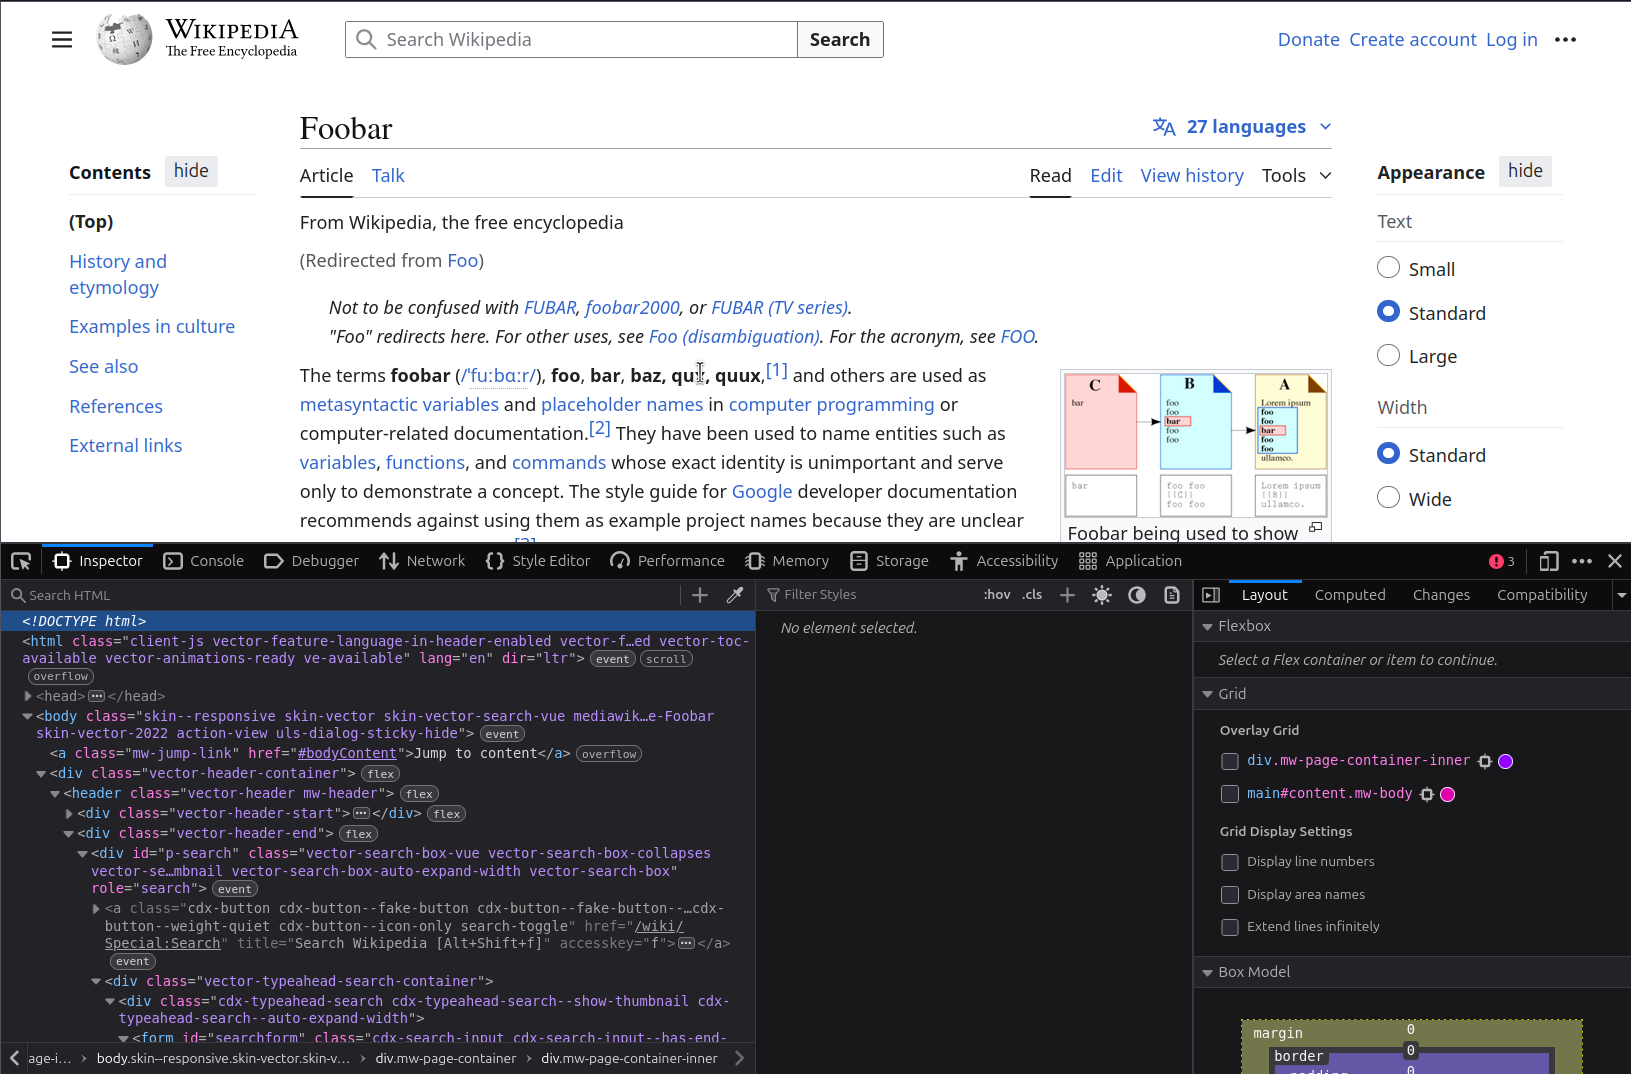 WIKIPEDIA
The Free Encyclopedia
Search Wikipedia
Search
Donate Create account Log in
Foobar
27 languages
Contents hide
(Top)
History and
etymology
Examples in culture
See also
References
External links
Article Talk
Read Edit View history Tools
From Wikipedia, the free encyclopedia
(Redirected from Foo)
Not to be confused with FUBAR, foobar2000, or FUBAR (TV series).
"Foo" redirects here. For other uses, see Foo (disambiguation). For the acronym, see FOO.
The terms foobar (/ˈfuːbɑːr/), foo, bar, baz, qux, quux,[1] and others are used as
metasyntactic variables and placeholder names in computer programming or
computer-related documentation.[2] They have been used to name entities such as
variables, functions, and commands whose exact identity is unimportant and serve
only to demonstrate a concept. The style guide for Google developer documentation
recommends against using them as example project names because they are unclear
C
bar
B
foo
foo
bar
foo
foo
A
Lorem ipsum
foo
foo
bar
foo
foo
ullamco.
bar
foo foo
[[C]]
foo foo
Lorem ipsum
[[B]]
ullamco.
Foobar being used to show
Appearance hide
Text
Small
Standard
Large
Width
Standard
Wide
Inspector Console Debugger Network Style Editor Performance Memory Storage Accessibility Application
3
Search HTML
<!DOCTYPE html>
<html class="client-js vector-feature-language-in-header-enabled vector-f…ed vector-toc-
available vector-animations-ready ve-available" lang="en" dir="ltr"> event scroll
overflow
<head> ⋯ </head>
<body class="skin--responsive skin-vector skin-vector-search-vue mediawik…e-Foobar
skin-vector-2022 action-view uls-dialog-sticky-hide"> event
<a class="mw-jump-link" href="#bodyContent">Jump to content</a> overflow
<div class="vector-header-container"> flex
<header class="vector-header mw-header"> flex
<div class="vector-header-start"> ⋯ </div> flex
<div class="vector-header-end"> flex
<div id="p-search" class="vector-search-box-vue vector-search-box-collapses
vector-se…mbnail vector-search-box-auto-expand-width vector-search-box"
role="search"> event
<a class="cdx-button cdx-button--fake-button cdx-button--fake-button--…cdx-
button--weight-quiet cdx-button--icon-only search-toggle" href="/wiki/
Special:Search" title="Search Wikipedia [Alt+Shift+f]" accesskey="f"> ⋯ </a>
event
<div class="vector-typeahead-search-container">
<div class="cdx-typeahead-search cdx-typeahead-search--show-thumbnail cdx-
typeahead-search--auto-expand-width">
<form id="searchform" class="cdx-search-input cdx-search-input--has-end-
age-i… body.skin--responsive.skin-vector.skin-v… div.mw-page-container div.mw-page-container-inner
Filter Styles
:hov .cls
No element selected.
Layout Computed Changes Compatibility
Flexbox
Select a Flex container or item to continue.
Grid
Overlay Grid
div.mw-page-container-inner
main#content.mw-body
Grid Display Settings
Display line numbers
Display area names
Extend lines infinitely
Box Model
margin
0
border
0
0